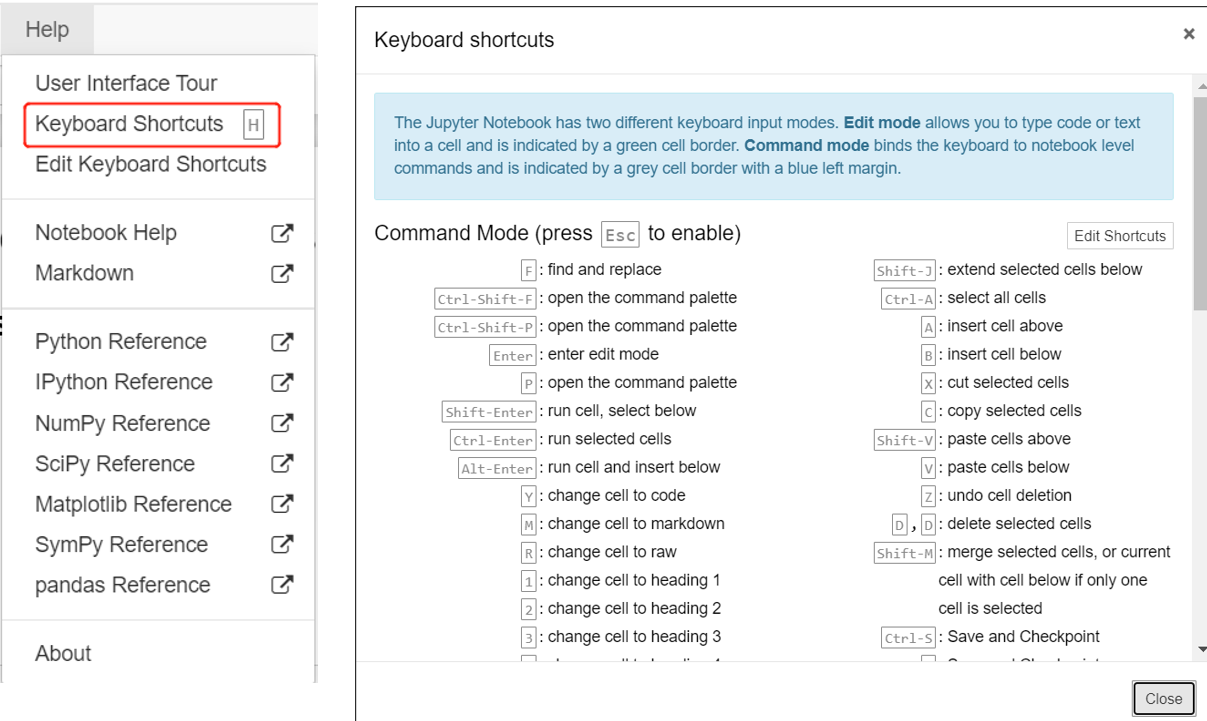 Help
User Interface Tour
Keyboard Shortcuts H
Edit Keyboard Shortcuts
Notebook Help
Markdown
Python Reference
IPython Reference
NumPy Reference
SciPy Reference
Matplotlib Reference
SymPy Reference
pandas Reference
About
Keyboard shortcuts ×
The Jupyter Notebook has two different keyboard input modes. Edit mode allows you to type code or text
into a cell and is indicated by a green cell border. Command mode binds the keyboard to notebook level
commands and is indicated by a grey cell border with a blue left margin.
Command Mode (press Esc to enable)
Edit Shortcuts
F : find and replace
Ctrl-Shift-F : open the command palette
Ctrl-Shift-P : open the command palette
Enter : enter edit mode
P : open the command palette
Shift-Enter : run cell, select below
Ctrl-Enter : run selected cells
Alt-Enter : run cell and insert below
Y : change cell to code
M : change cell to markdown
R : change cell to raw
1 : change cell to heading 1
2 : change cell to heading 2
3 : change cell to heading 3
Shift-J : extend selected cells below
Ctrl-A : select all cells
A : insert cell above
B : insert cell below
X : cut selected cells
C : copy selected cells
Shift-V : paste cells above
V : paste cells below
Z : undo cell deletion
D , D : delete selected cells
Shift-M : merge selected cells, or current
cell with cell below if only one
cell is selected
Ctrl-S : Save and Checkpoint
Close